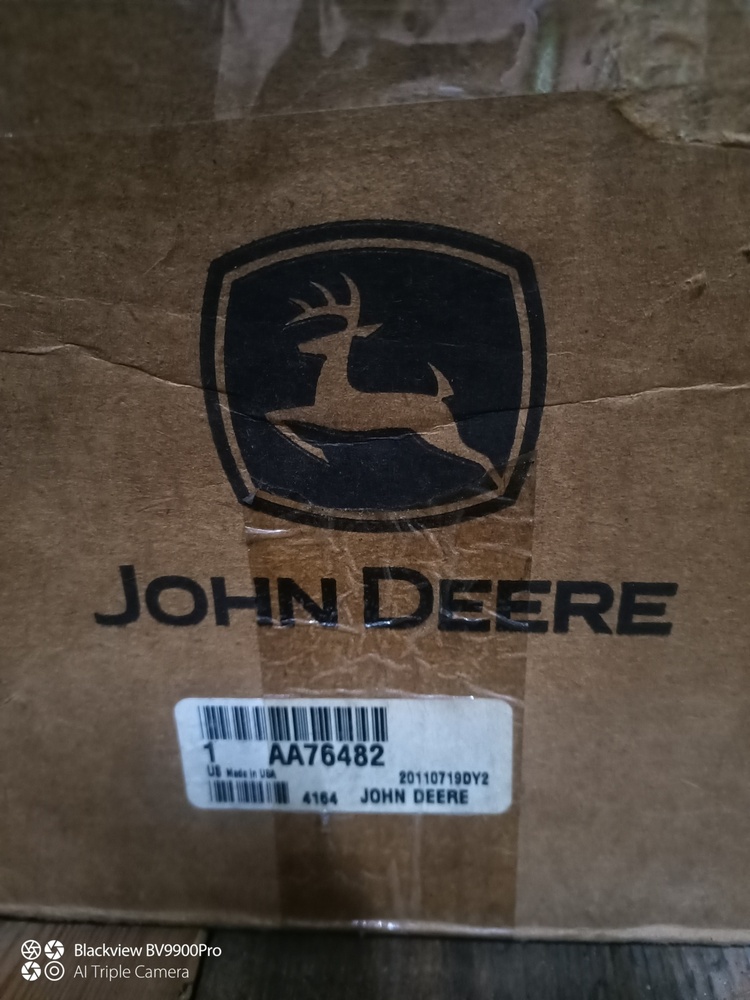 JOHN DEERE
1 AA76482
US Made in USA 20110719DY2
4164 JOHN DEERE
Blackview BV9900Pro
AI Triple Camera